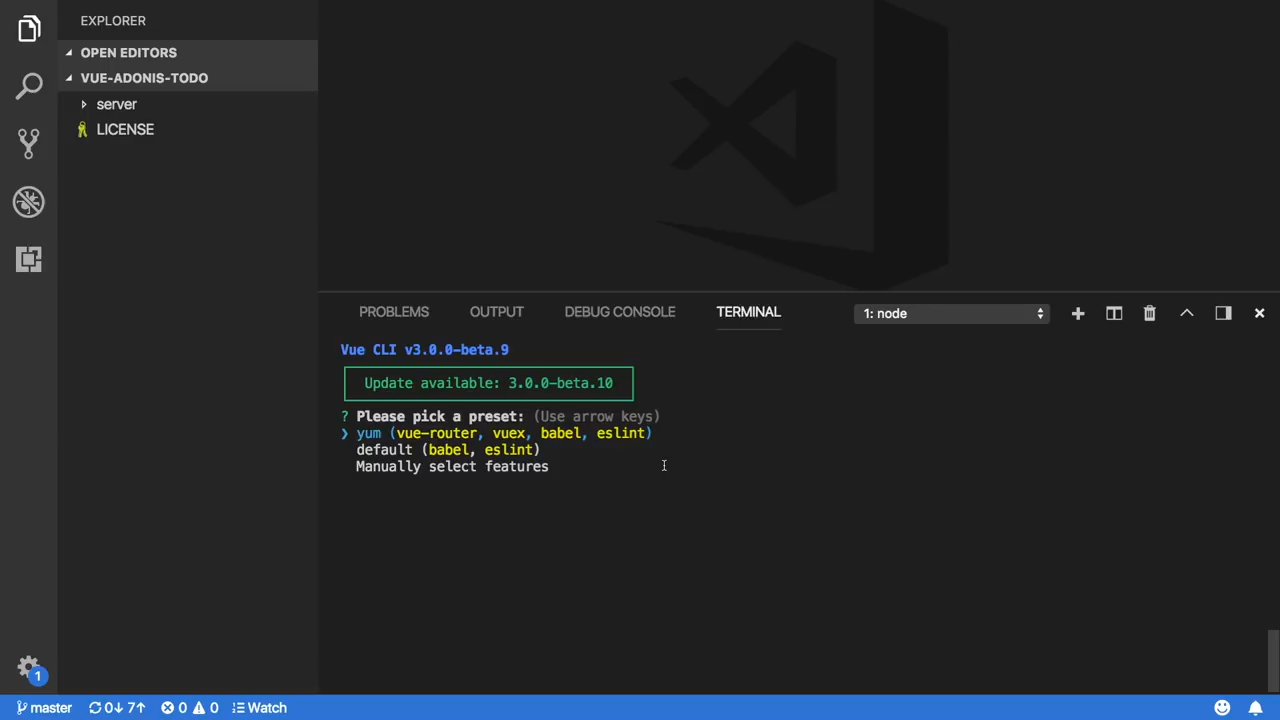 EXPLORER
OPEN EDITORS
VUE-ADONIS-TODO
server
LICENSE
PROBLEMS OUTPUT DEBUG CONSOLE TERMINAL 1: node
Vue CLI v3.0.0-beta.9
Update available: 3.0.0-beta.10
? Please pick a preset: (Use arrow keys)
❯ yum (vue-router, vuex, babel, eslint)
default (babel, eslint)
Manually select features
1
master 0↓ 7↑ 0 0 Watch